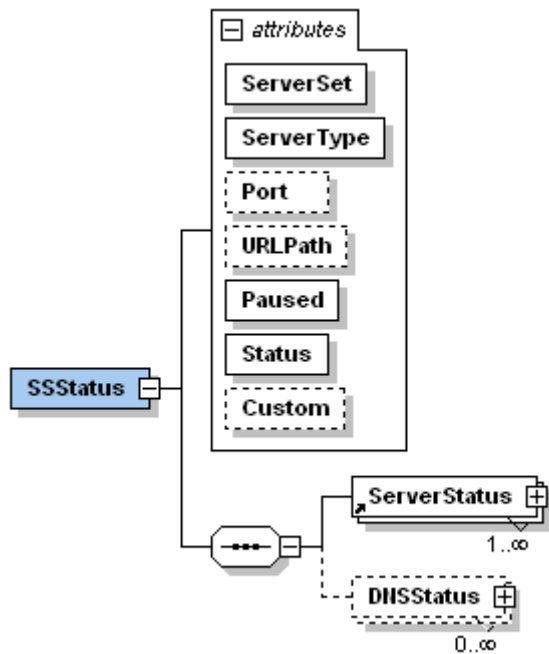 attributes
ServerSet
ServerType
Port
URLPath
Paused
Status
Custom
SSStatus
ServerStatus
1..∞
DNSStatus
0..∞